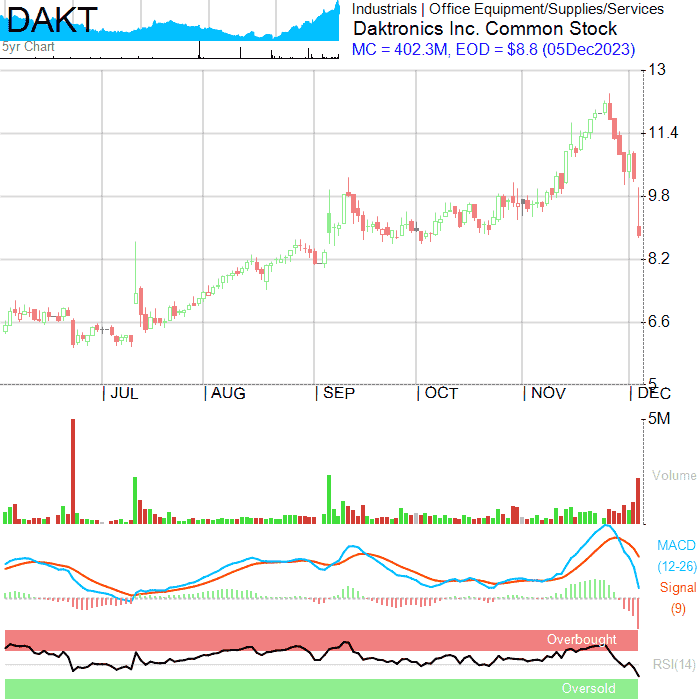 DAKT
5yr Chart
Industrials | Office Equipment/Supplies/Services
Daktronics Inc. Common Stock
MC = 402.3M, EOD = $8.8 (05Dec2023)
13
11.4
9.8
8.2
6.6
5
| JUL | AUG | SEP | OCT | NOV | DEC
5M
Volume
MACD
(12-26)
Signal
(9)
Overbought
RSI(14)
Oversold